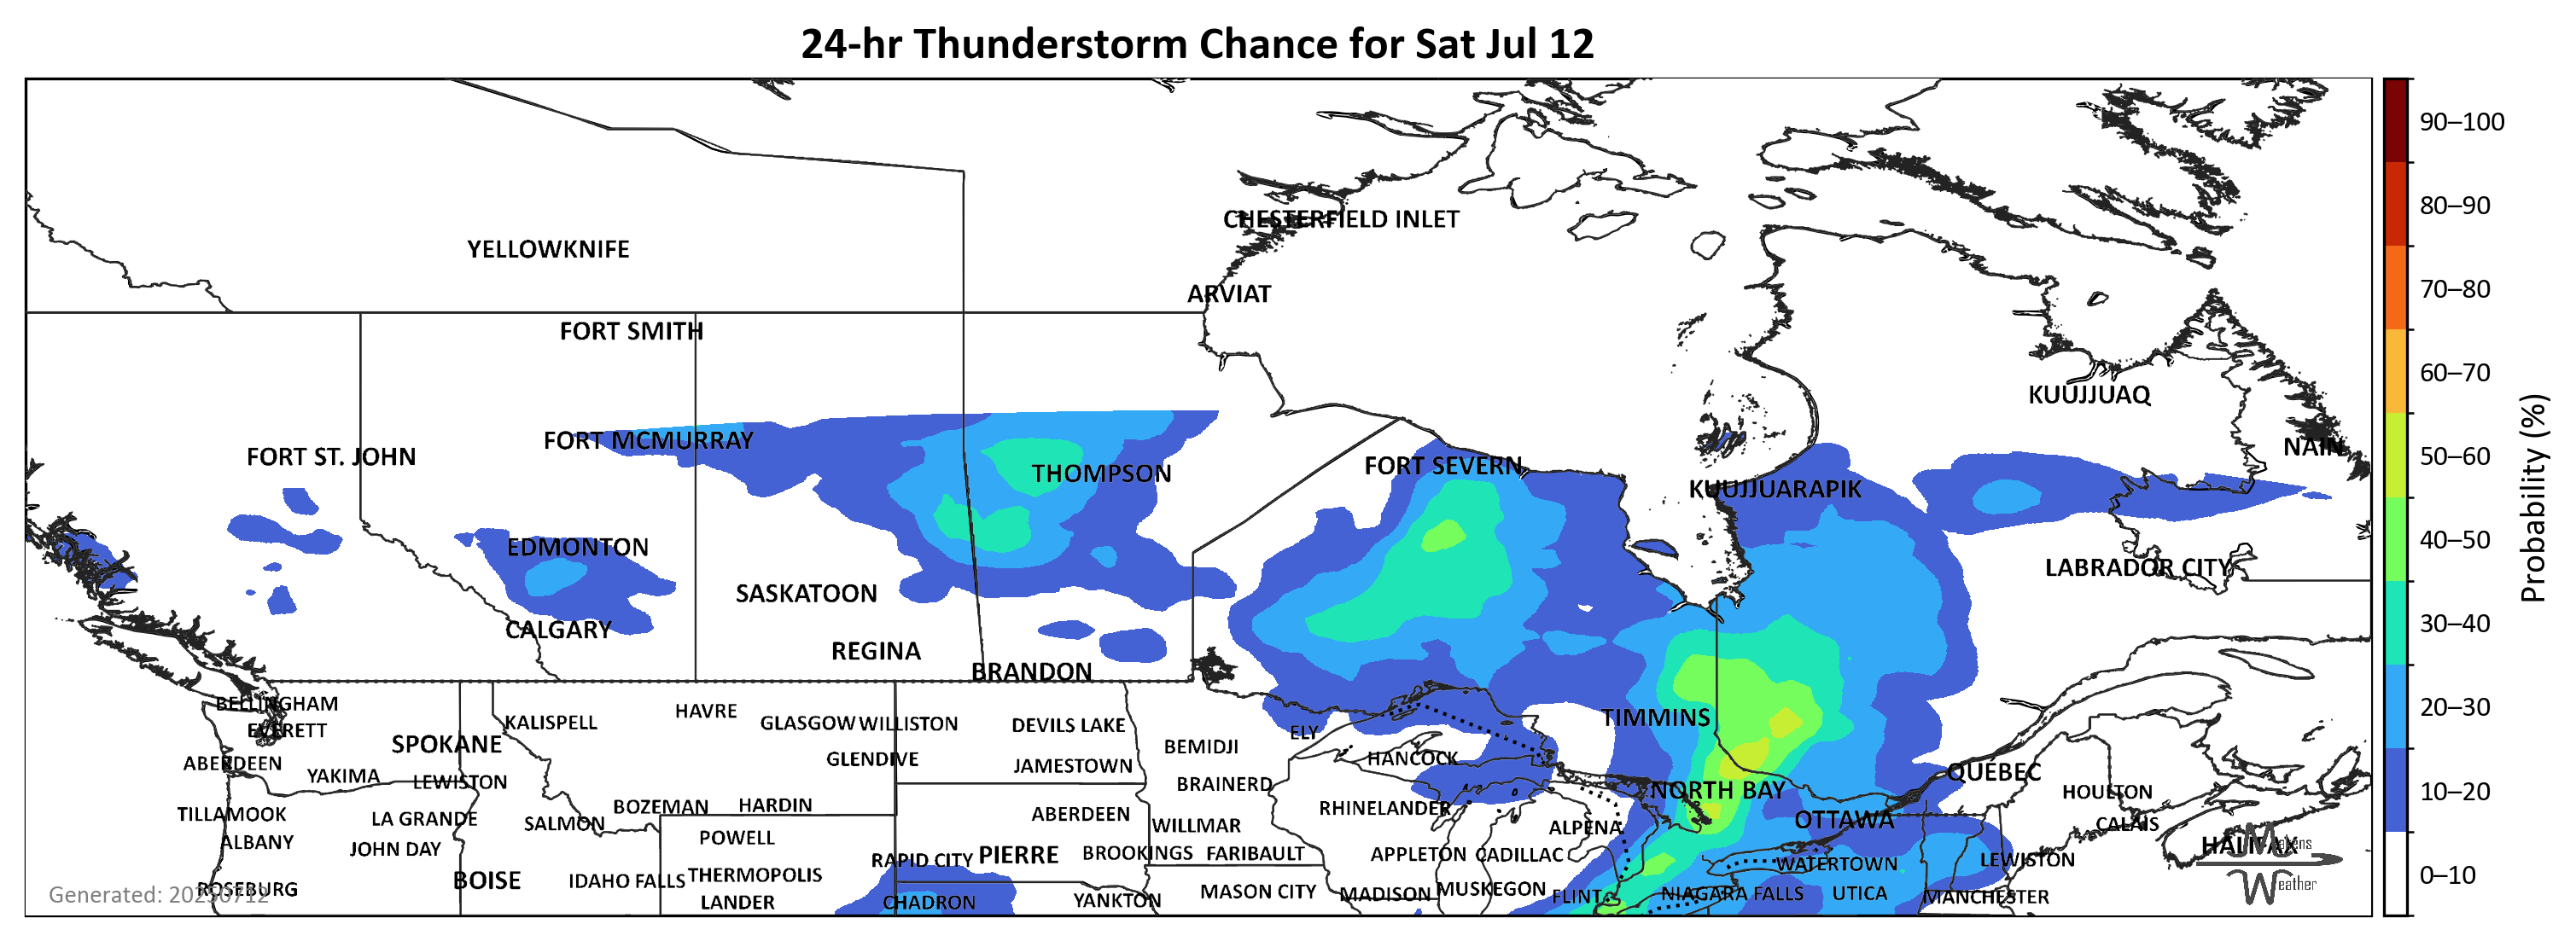 24-hr Thunderstorm Chance for Sat Jul 12
90–100
80–90
CHESTERFIELD INLET
YELLOWKNIFE
70–80
ARVIAT
FORT SMITH
60–70
KUUJJUAQ
FORT MCMURRAY
NAIN
50–60
FORT ST. JOHN
FORT SEVERN
THOMPSON
KUUJJUARAPIK
Probability (%)
40–50
EDMONTON
LABRADOR CITY
SASKATOON
30–40
CALGARY
REGINA
BRANDON
20–30
BELLINGHAM
HAVRE
TIMMINS
KALISPELL
GLASGOW
WILLISTON
DEVILS LAKE
EVERETT
ELY
SPOKANE
BEMIDJI
ABERDEEN
GLENDIVE
HANCOCK
JAMESTOWN
QUÉBEC
YAKIMA
LEWISTON
BRAINERD
NORTH BAY
10–20
HOULTON
BOZEMAN
HARDIN
RHINELANDER
TILLAMOOK
LA GRANDE
SALMON
ABERDEEN
WILLMAR
ALPENA
OTTAWA
CALAIS
ALBANY
POWELL
JOHN DAY
HALIFAX
Makens
Weather
RAPID CITY
PIERRE
BROOKINGS
FARIBAULT
APPLETON
CADILLAC
WATERTOWN
LEWISTON
BOISE
IDAHO FALLS
THERMOPOLIS
0–10
Generated: 20250712
ROSEBURG
LANDER
CHADRON
YANKTON
MASON CITY
MADISON
MUSKEGON
FLINT
NIAGARA FALLS
UTICA
MANCHESTER